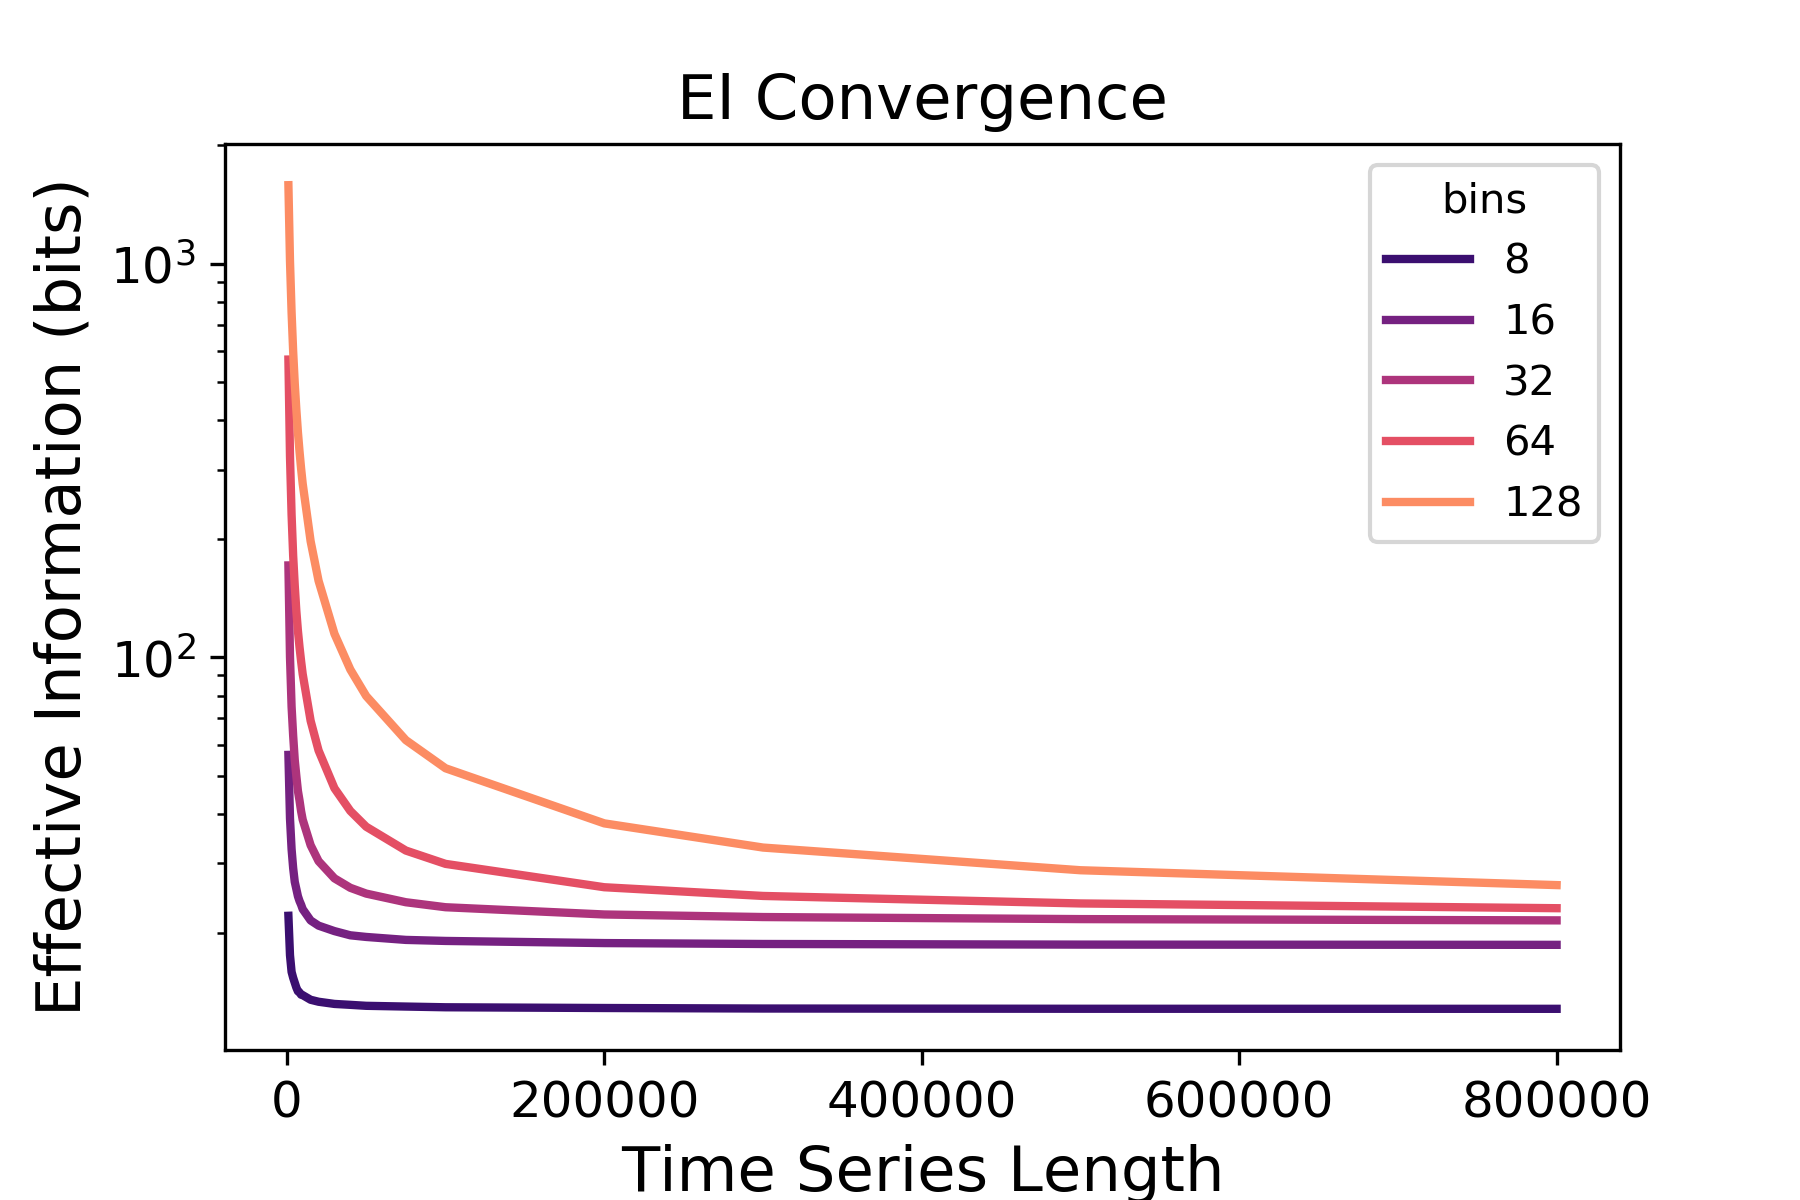 EI Convergence
Effective Information (bits)
10³
10²
bins
8
16
32
64
128
0 200000 400000 600000 800000
Time Series Length